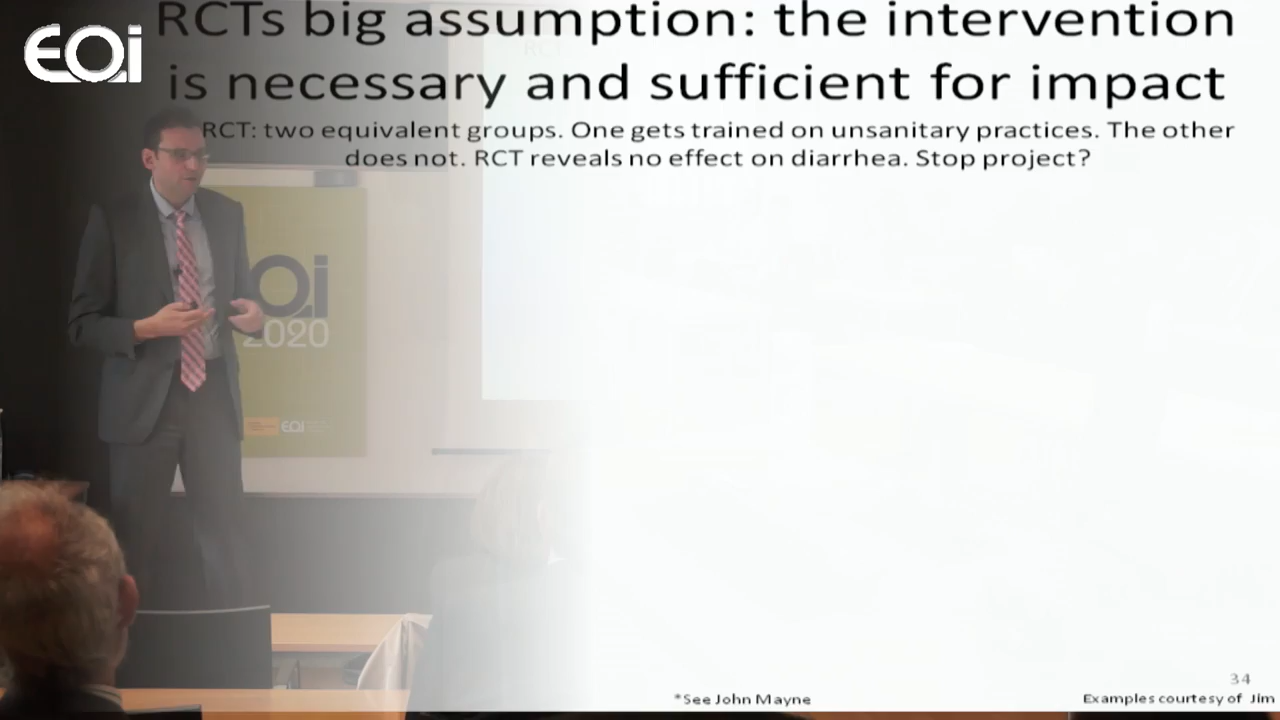 EOi
RCTs big assumption: the intervention
is necessary and sufficient for impact
RCT: two equivalent groups. One gets trained on unsanitary practices. The other
does not. RCT reveals no effect on diarrhea. Stop project?
Oi
2020
EOi
34
*See John Mayne
Examples courtesy of Jim